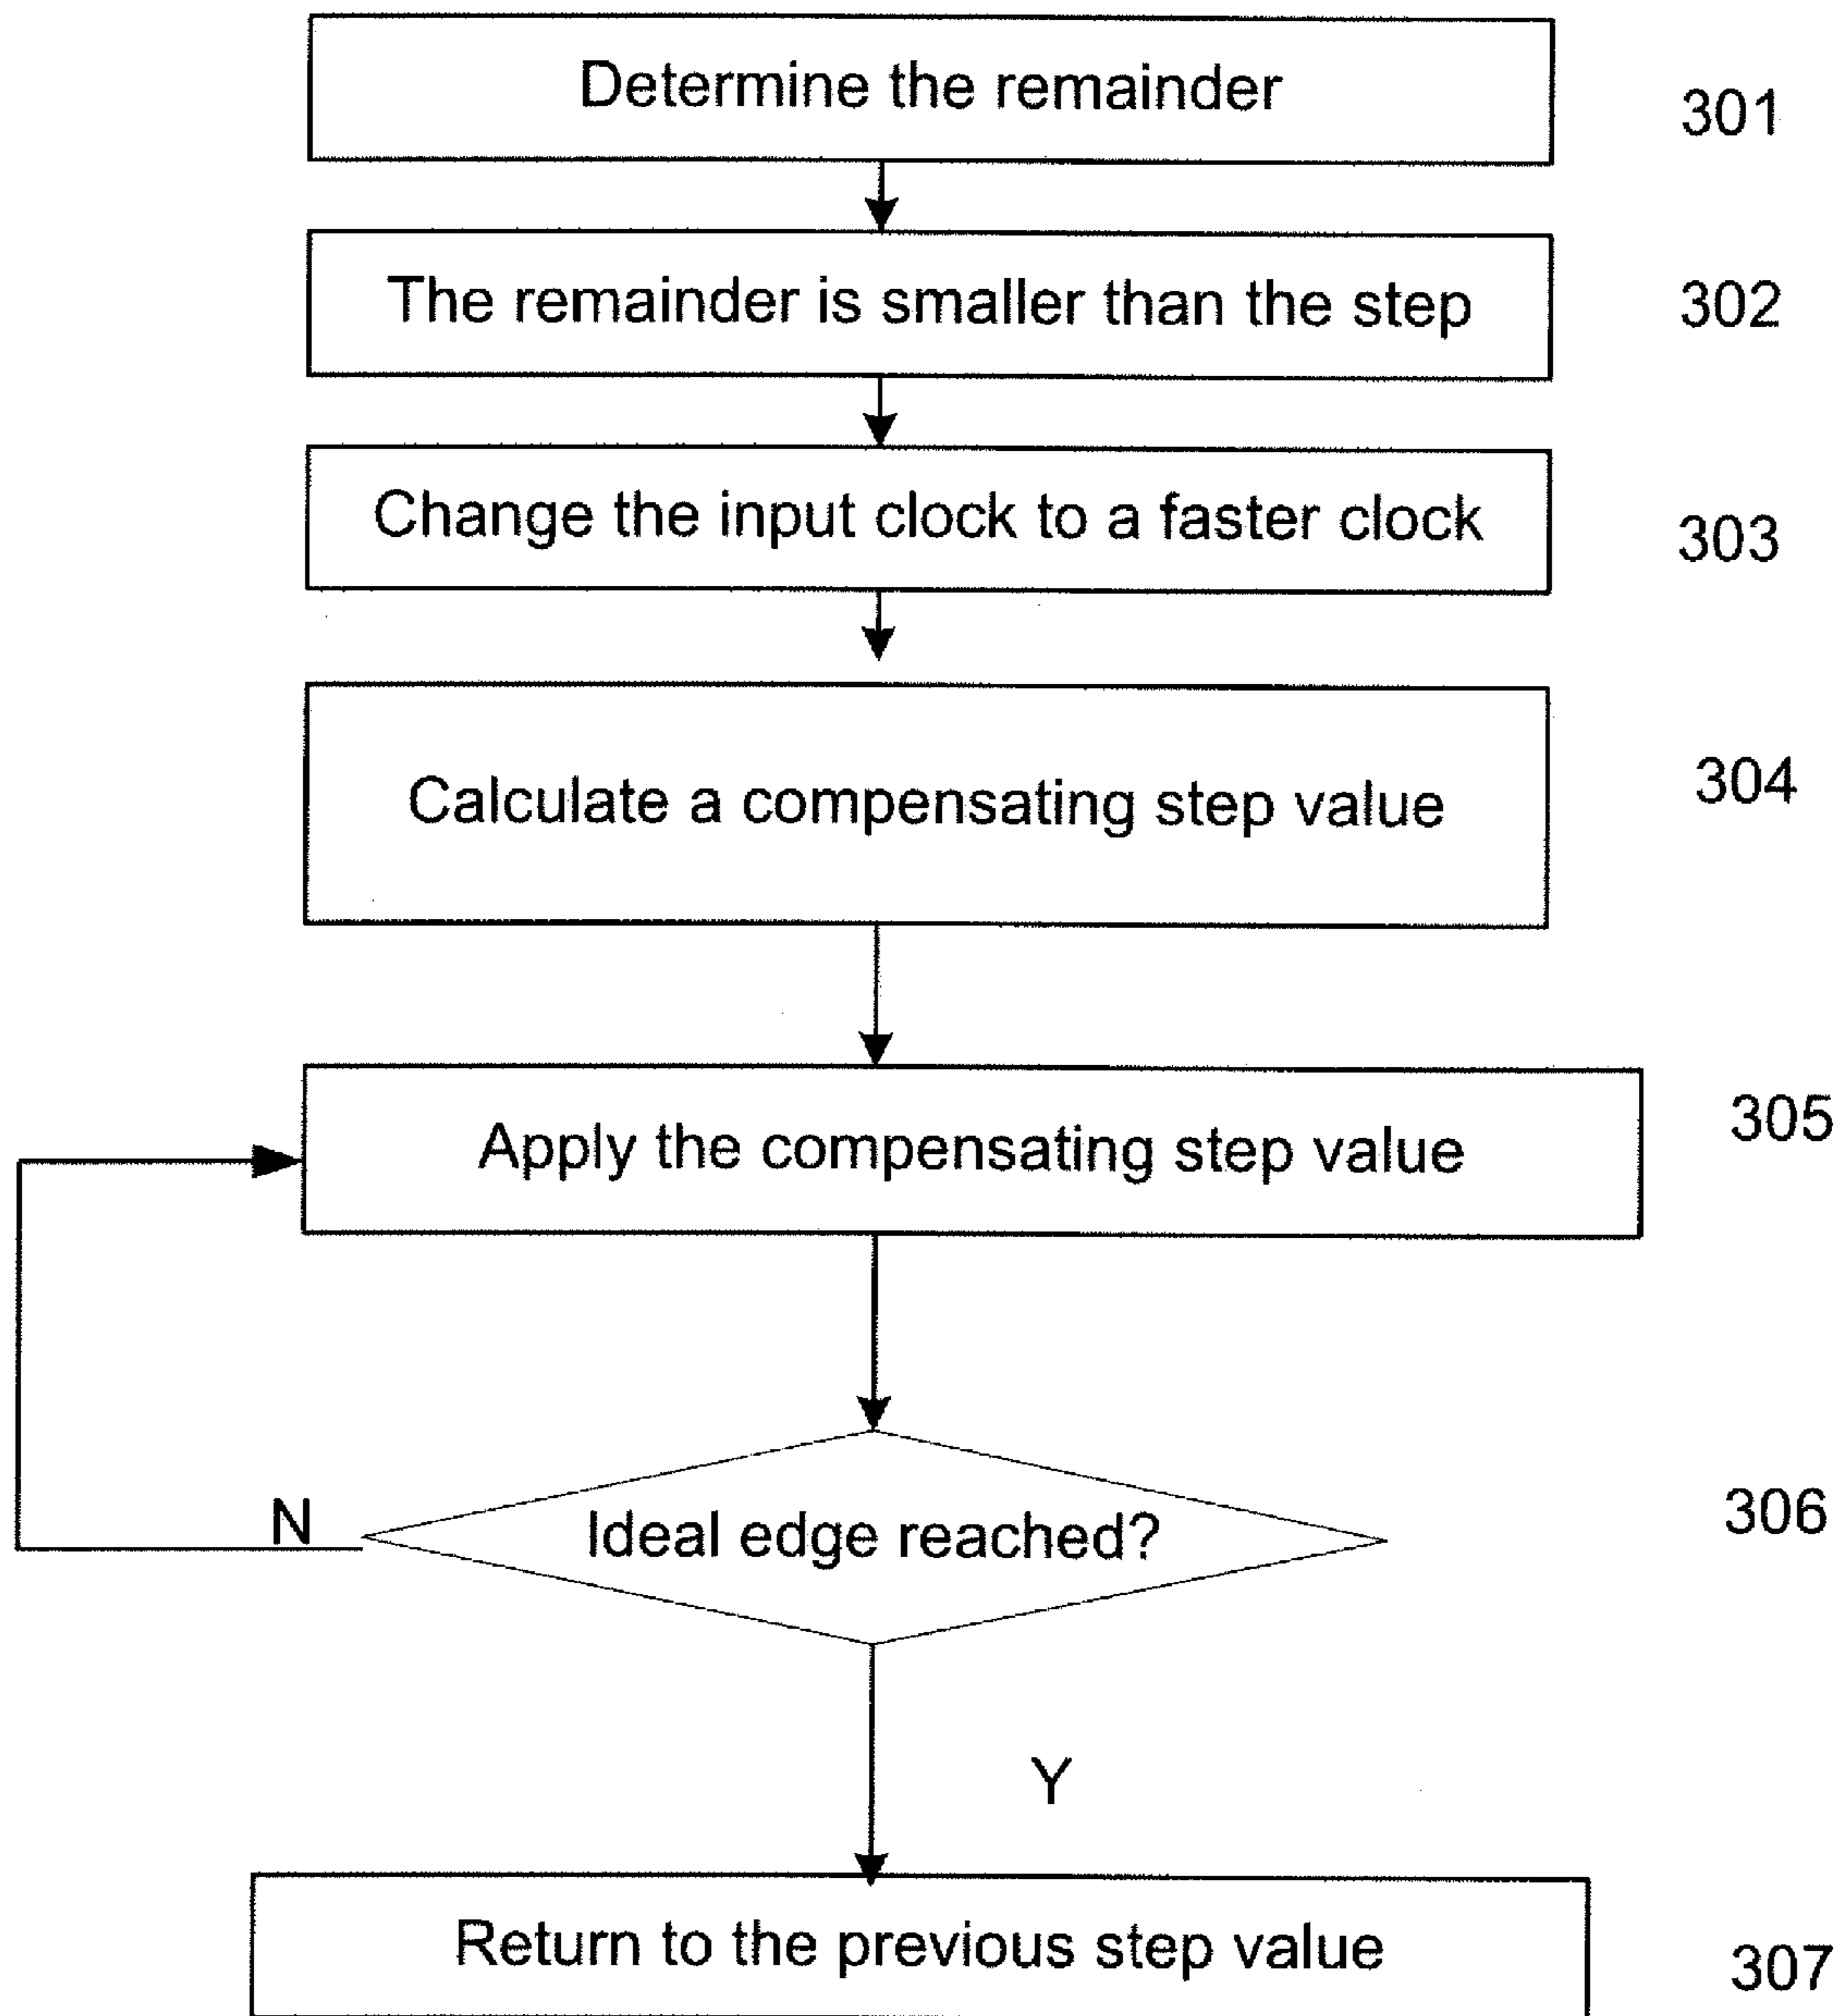 Determine the remainder
301
The remainder is smaller than the step
302
Change the input clock to a faster clock
303
Calculate a compensating step value
304
Apply the compensating step value
305
N
Ideal edge reached?
306
Y
Return to the previous step value
307